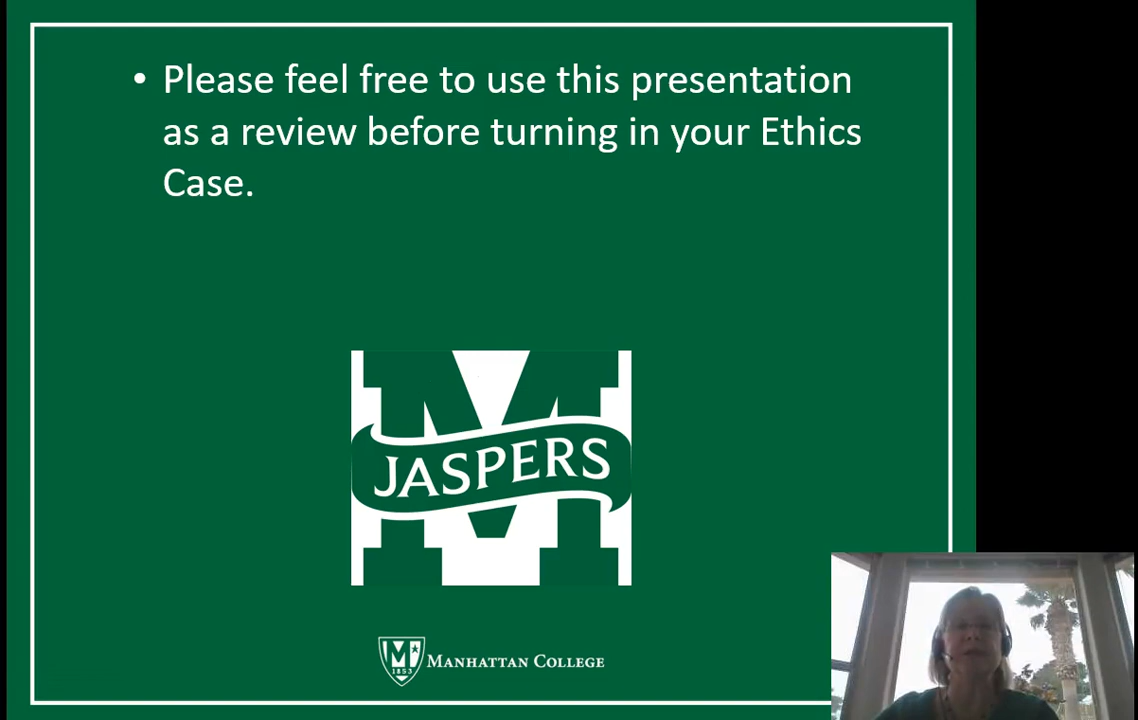 • Please feel free to use this presentation
as a review before turning in your Ethics
Case.
JASPERS
M
1853
MANHATTAN COLLEGE